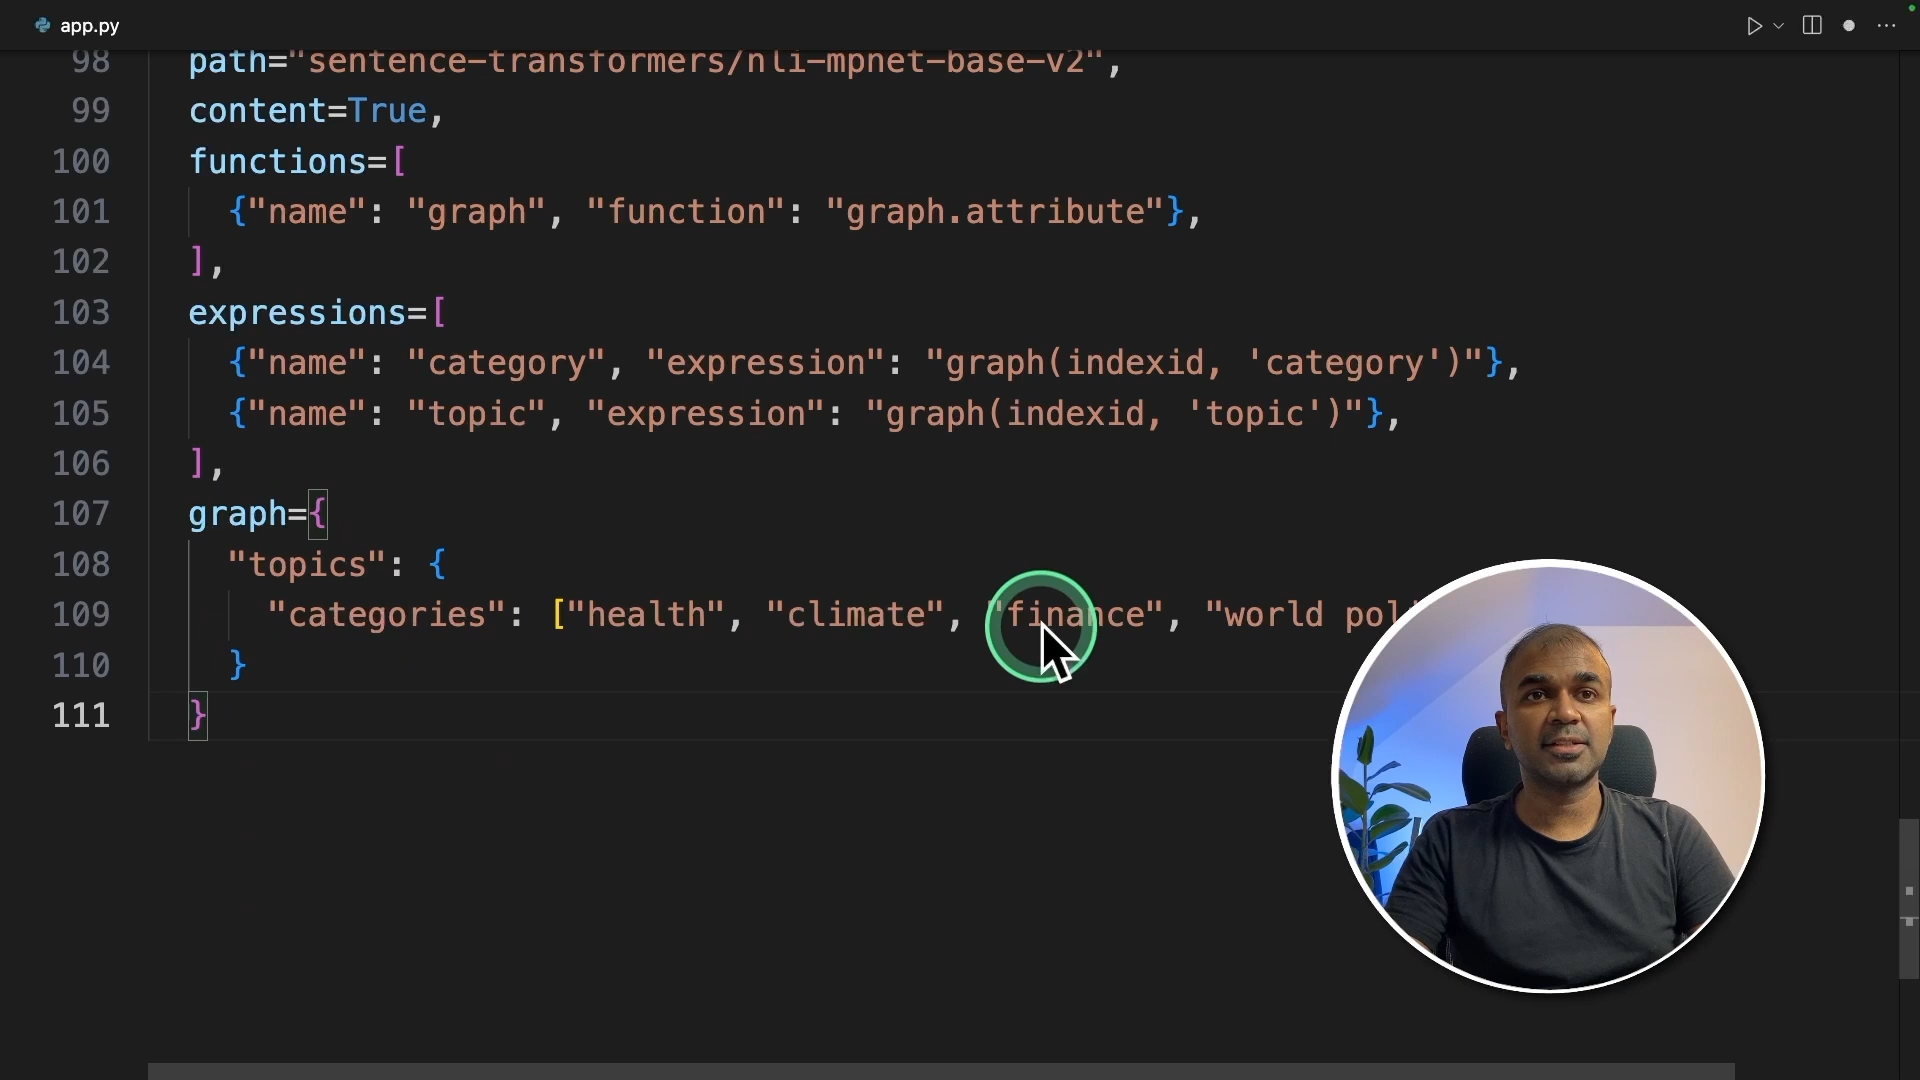 app.py
98 path="sentence-transformers/nli-mpnet-base-v2",
99 content=True,
100 functions=[
101 {"name": "graph", "function": "graph.attribute"},
102 ],
103 expressions=[
104 {"name": "category", "expression": "graph(indexid, 'category')"},
105 {"name": "topic", "expression": "graph(indexid, 'topic')"},
106 ],
107 graph={
108 "topics": {
109 "categories": ["health", "climate", "finance", "world
110 }
111 }